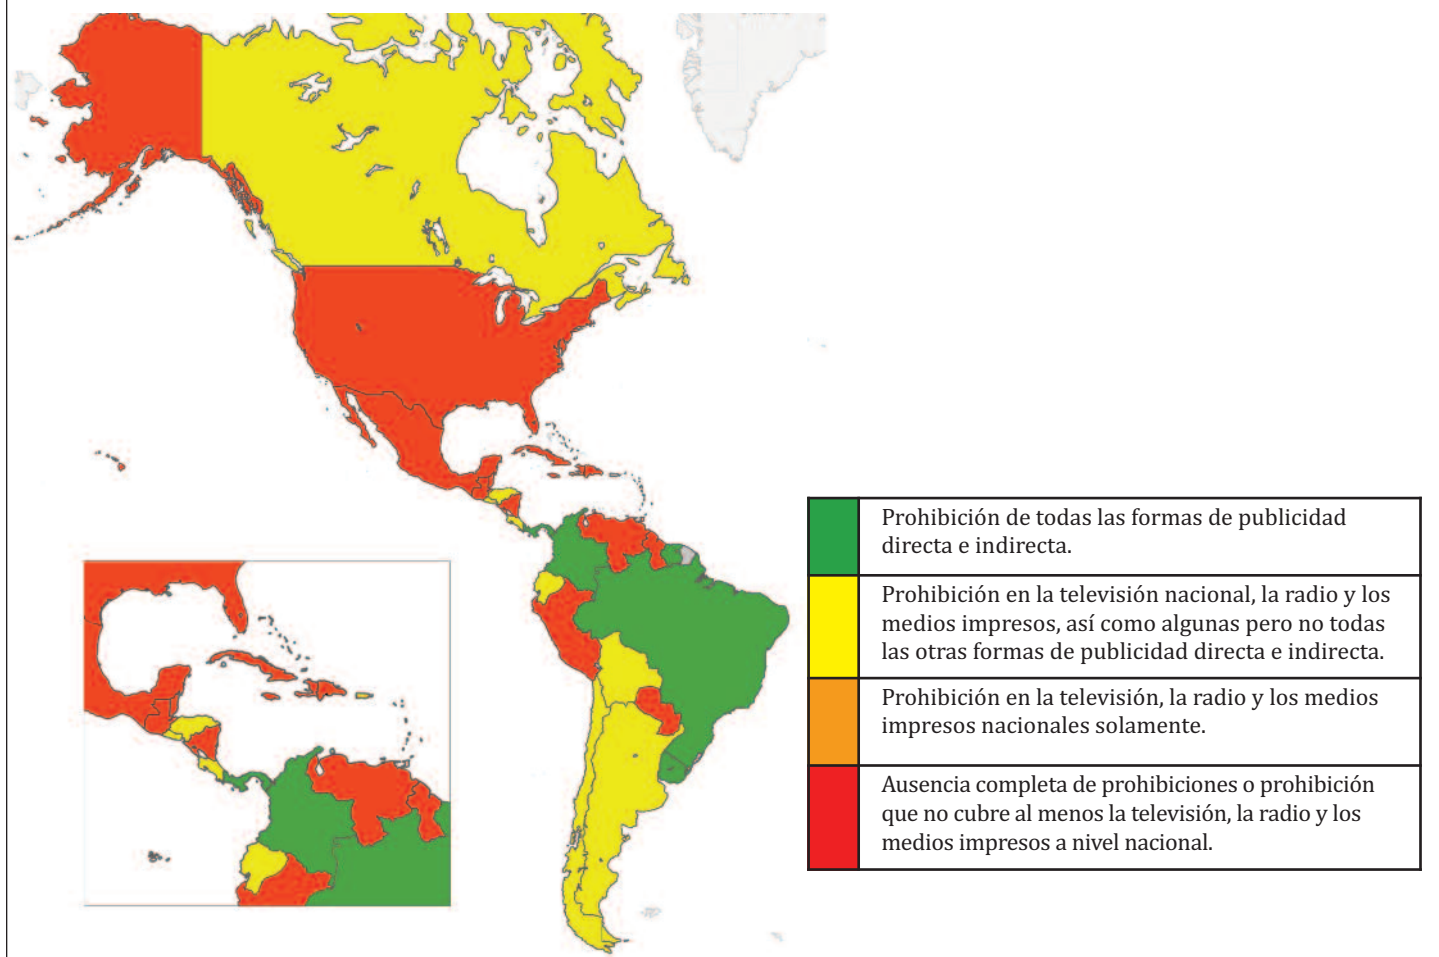 Prohibición de todas las formas de publicidad
directa e indirecta.
Prohibición en la televisión nacional, la radio y los
medios impresos, así como algunas pero no todas
las otras formas de publicidad directa e indirecta.
Prohibición en la televisión, la radio y los medios
impresos nacionales solamente.
Ausencia completa de prohibiciones o prohibición
que no cubre al menos la televisión, la radio y los
medios impresos a nivel nacional.